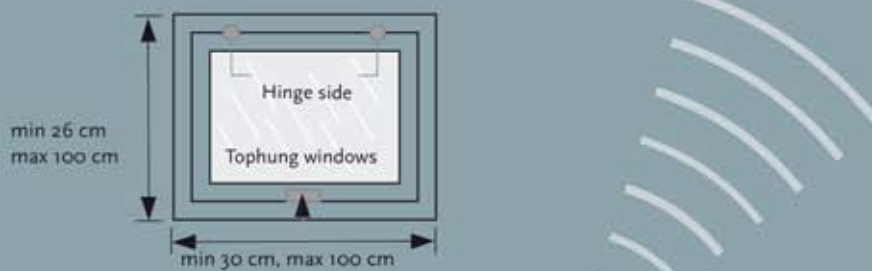 Hinge side
min 26 cm
max 100 cm
Tophung windows
min 30 cm, max 100 cm